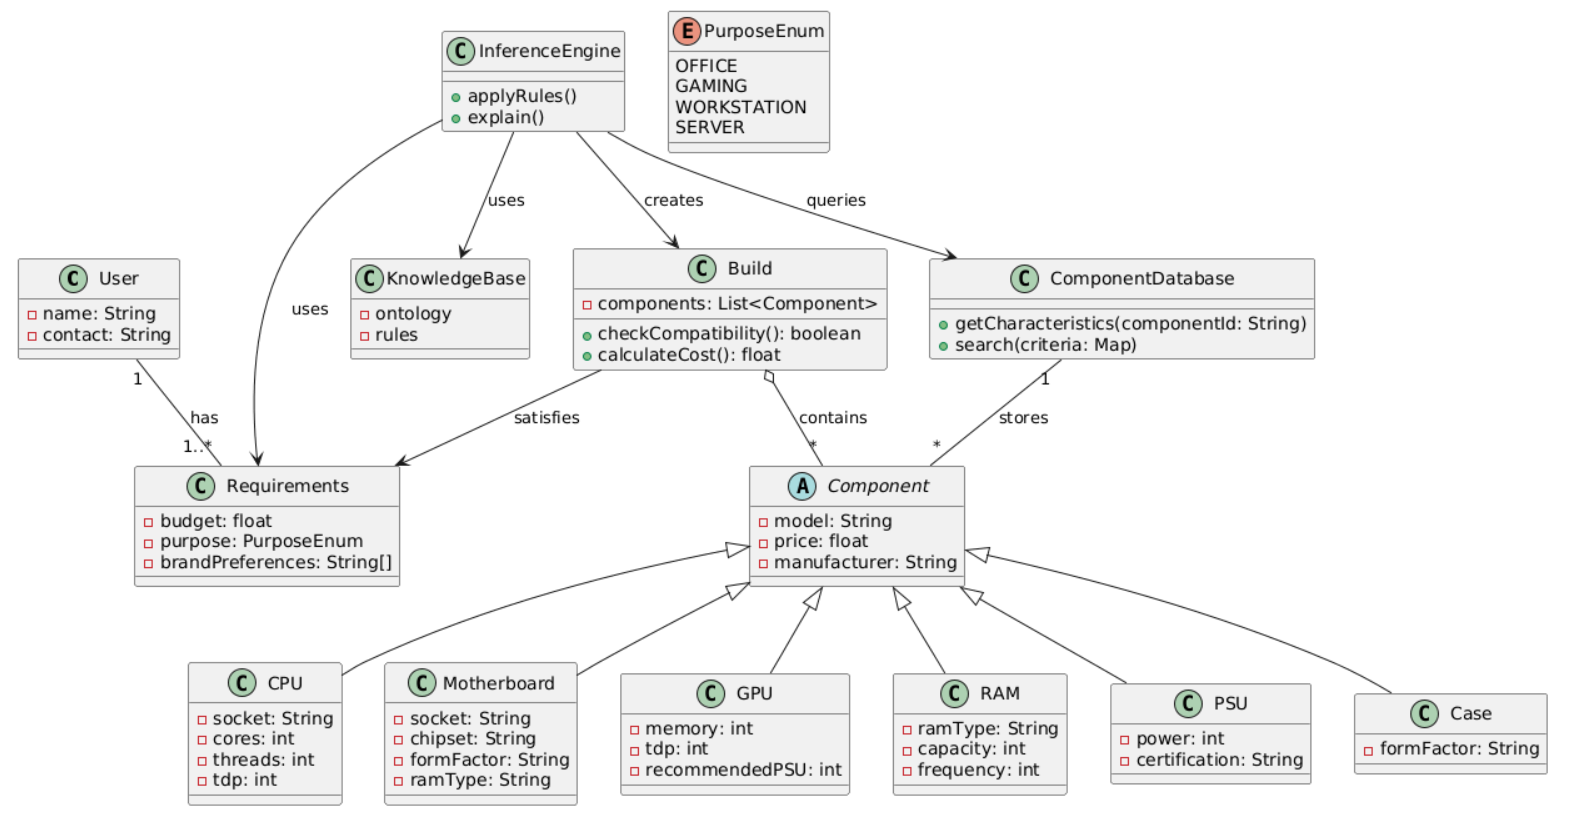 C InferenceEngine
applyRules()
explain()
E PurposeEnum
OFFICE
GAMING
WORKSTATION
SERVER
uses
creates
queries
uses
C User
name: String
contact: String
C KnowledgeBase
ontology
rules
C Build
components: List<Component>
checkCompatibility(): boolean
calculateCost(): float
C ComponentDatabase
getCharacteristics(componentId: String)
search(criteria: Map)
1
has
1..*
satisfies
contains
*
1
stores
*
C Requirements
budget: float
purpose: PurposeEnum
brandPreferences: String[]
A Component
model: String
price: float
manufacturer: String
C CPU
socket: String
cores: int
threads: int
tdp: int
C Motherboard
socket: String
chipset: String
formFactor: String
ramType: String
C GPU
memory: int
tdp: int
recommendedPSU: int
C RAM
ramType: String
capacity: int
frequency: int
C PSU
power: int
certification: String
C Case
formFactor: String